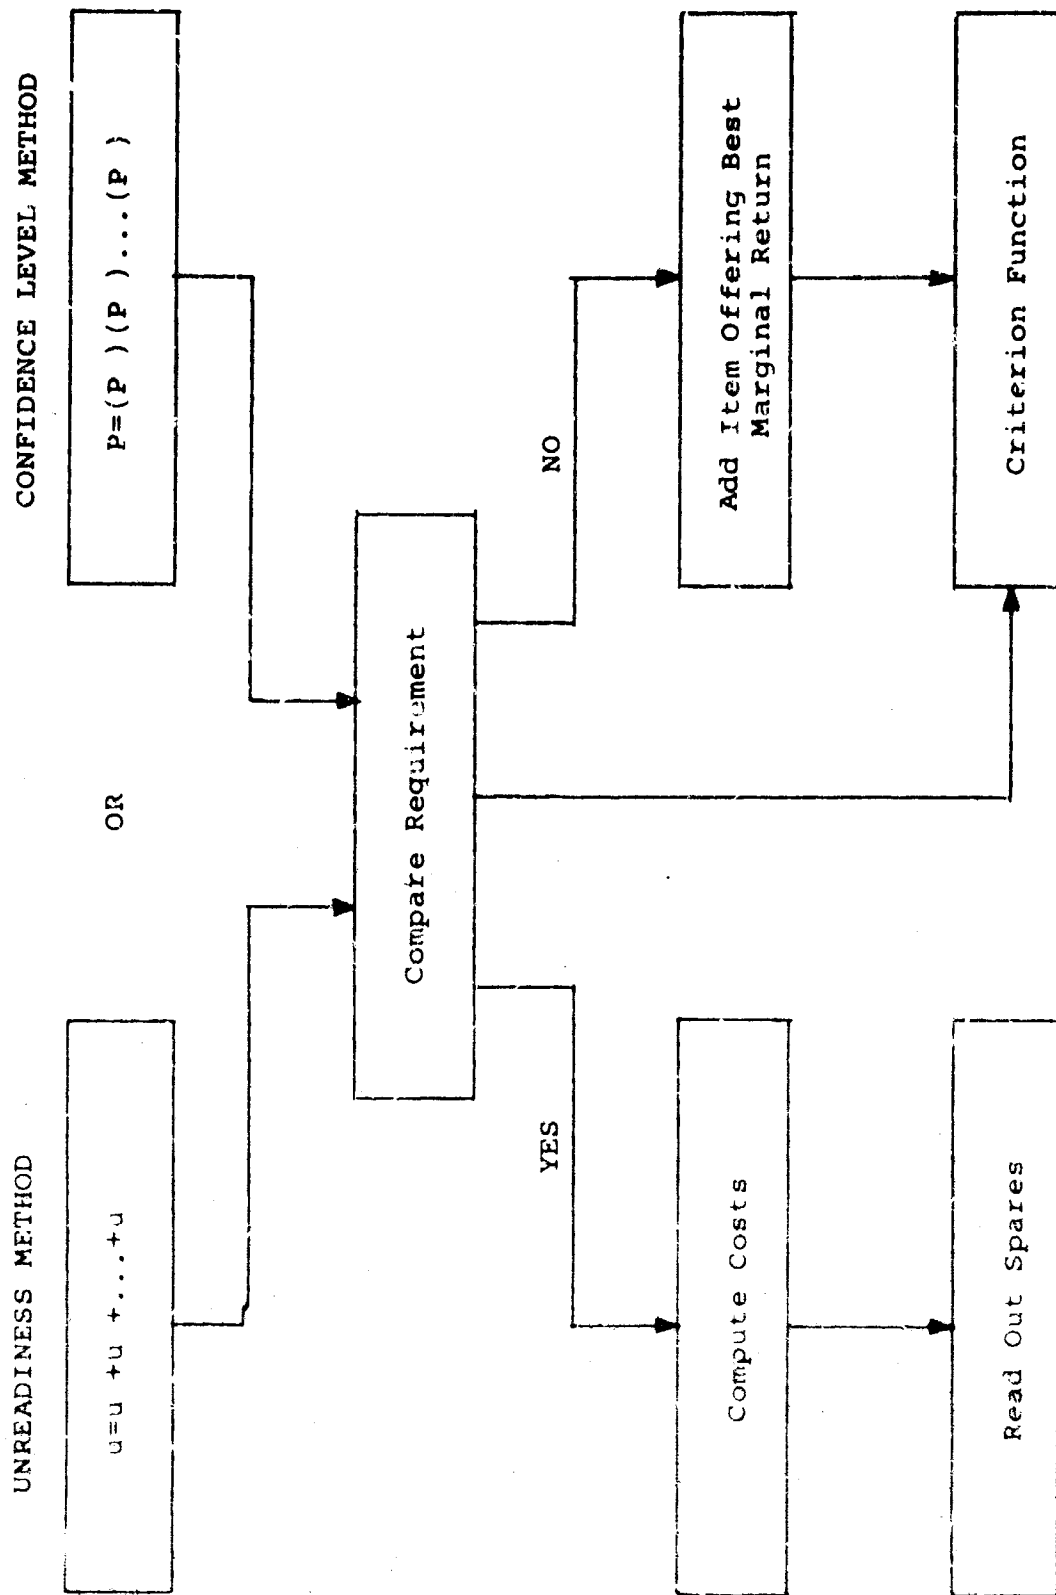 UNREADINESS METHOD
CONFIDENCE LEVEL METHOD
u=u +u +u +...+u
P=(P )(P )...(P )
OR
Compare Requirement
YES
NO
Compute Costs
Add Item Offering Best
Marginal Return
Read Out Spares
Criterion Function